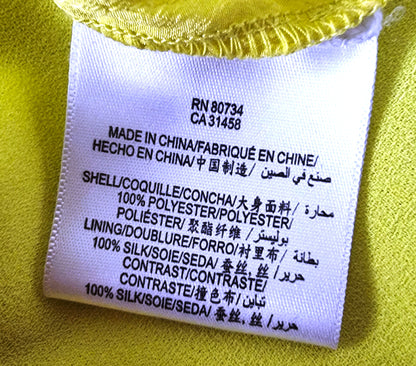 RN 80734
CA 31458
MADE IN CHINA/FABRIQUÉ EN CHINE/
HECHO EN CHINA/中国制造/ صنع في الصين
SHELL/COQUILLE/CONCHA/大身面料/ محارة/
100% POLYESTER/POLYESTER/
POLIÉSTER/聚酯纤维/ بوليستر
LINING/DOUBLURE/FORRO/衬里布/ بطانة/
100% SILK/SOIE/SEDA/蚕丝,丝/ حرير/
CONTRAST/CONTRASTE/
CONTRASTE/撞色布/ تباين/
100% SILK/SOIE/SEDA/蚕丝,丝/ حرير/